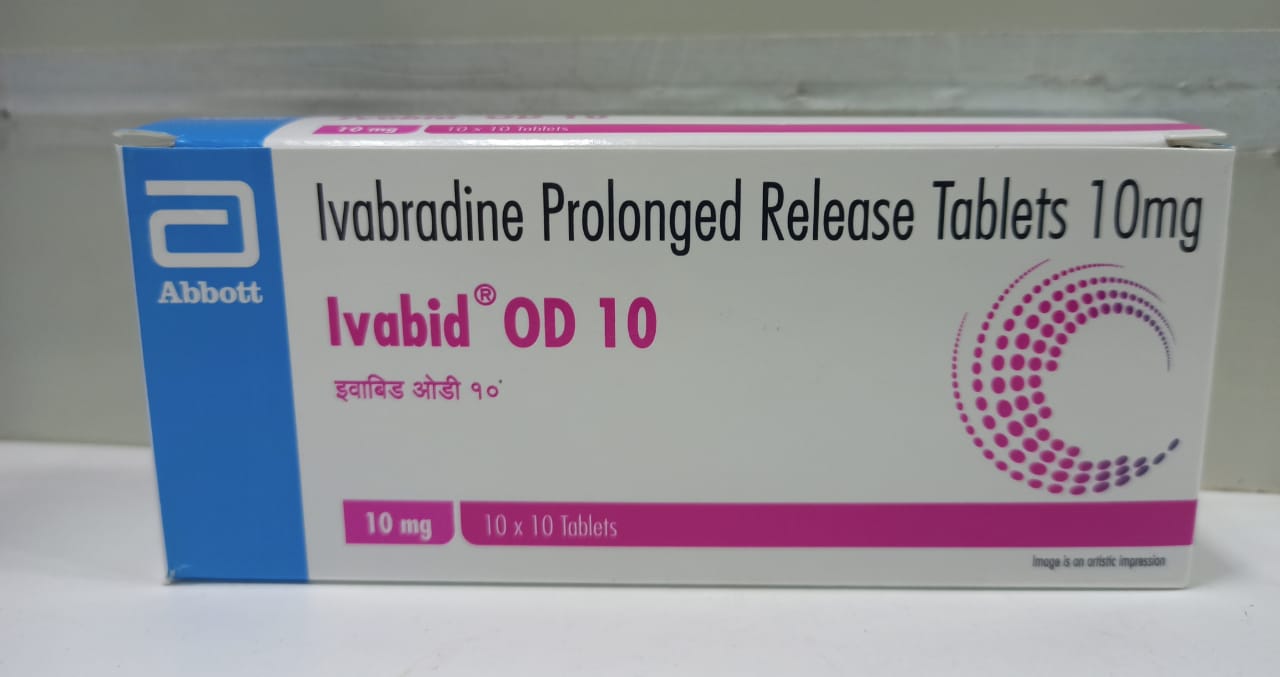 10 mg
10 x 10 Tablets
Abbott
Ivabradine Prolonged Release Tablets 10mg
Ivabid® OD 10
इवाबिड ओडी १०
10 mg
10 x 10 Tablets
Image is an artistic impression